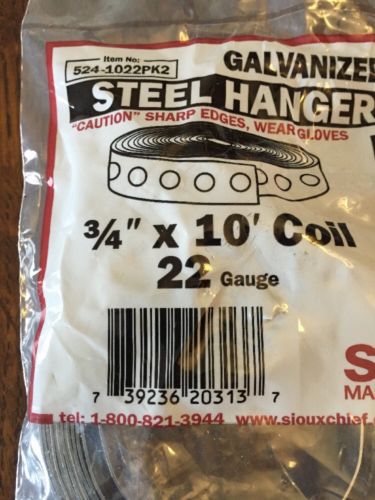 Item No:
524-1022PK2
GALVANIZED
STEEL HANGER
"CAUTION" SHARP EDGES, WEAR GLOVES
3/4" x 10' Coil
22 Gauge
7 39236 20313 7
S
MA
tel: 1-800-821-3944 www.siouxchief.